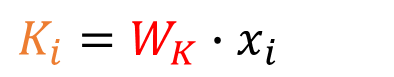 K_i = W_K · x_i